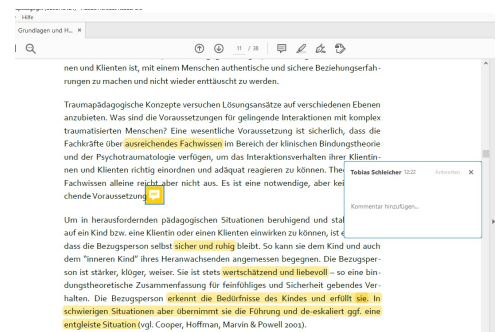 Hilfe
Grundlagen und H... ×
11 / 38
nen und Klienten ist, mit einem Menschen authentische und sichere Beziehungserfah-
rungen zu machen und nicht wieder enttäuscht zu werden.
Traumapädagogische Konzepte versuchen Lösungsansätze auf verschiedenen Ebenen
anzubieten. Was sind die Voraussetzungen für gelingende Interaktionen mit komplex
traumatisierten Menschen? Eine wesentliche Voraussetzung ist sicherlich, dass die
Fachkräfte über ausreichendes Fachwissen im Bereich der klinischen Bindungstheorie
und der Psychotraumatologie verfügen, um das Interaktionsverhalten ihrer Klientin-
nen und Klienten richtig einordnen und adäquat reagieren zu können. The
Fachwissen alleine reicht aber nicht aus. Es ist eine notwendige, aber kei
chende Voraussetzung
Tobias Schleicher 12:22 Antworten ×
Kommentar hinzufügen...
Um in herausfordernden pädagogischen Situationen beruhigend und stab
auf ein Kind bzw. eine Klientin oder einen Klienten einwirken zu können, ist e
dass die Bezugsperson selbst sicher und ruhig bleibt. So kann sie dem Kind und auch
dem "inneren Kind" ihres Heranwachsenden angemessen begegnen. Die Bezugsper-
son ist stärker, klüger, weiser. Sie ist stets wertschätzend und liebevoll – so eine bin-
dungstheoretische Zusammenfassung für feinfühliges und Sicherheit gebendes Ver-
halten. Die Bezugsperson erkennt die Bedürfnisse des Kindes und erfüllt sie. In
schwierigen Situationen aber übernimmt sie die Führung und de-eskaliert ggf. eine
entgleiste Situation (vgl. Cooper, Hoffman, Marvin & Powell 2001).